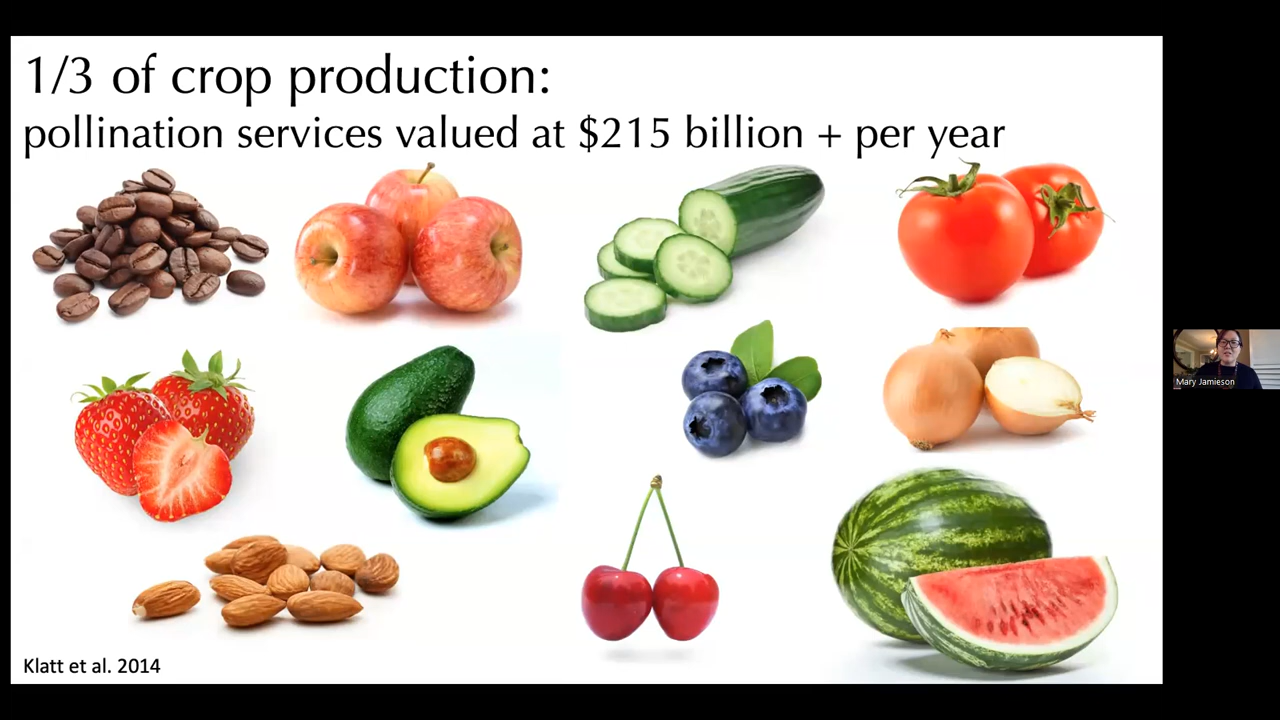 1/3 of crop production:
pollination services valued at $215 billion + per year
Mary Jamieson
Klatt et al. 2014